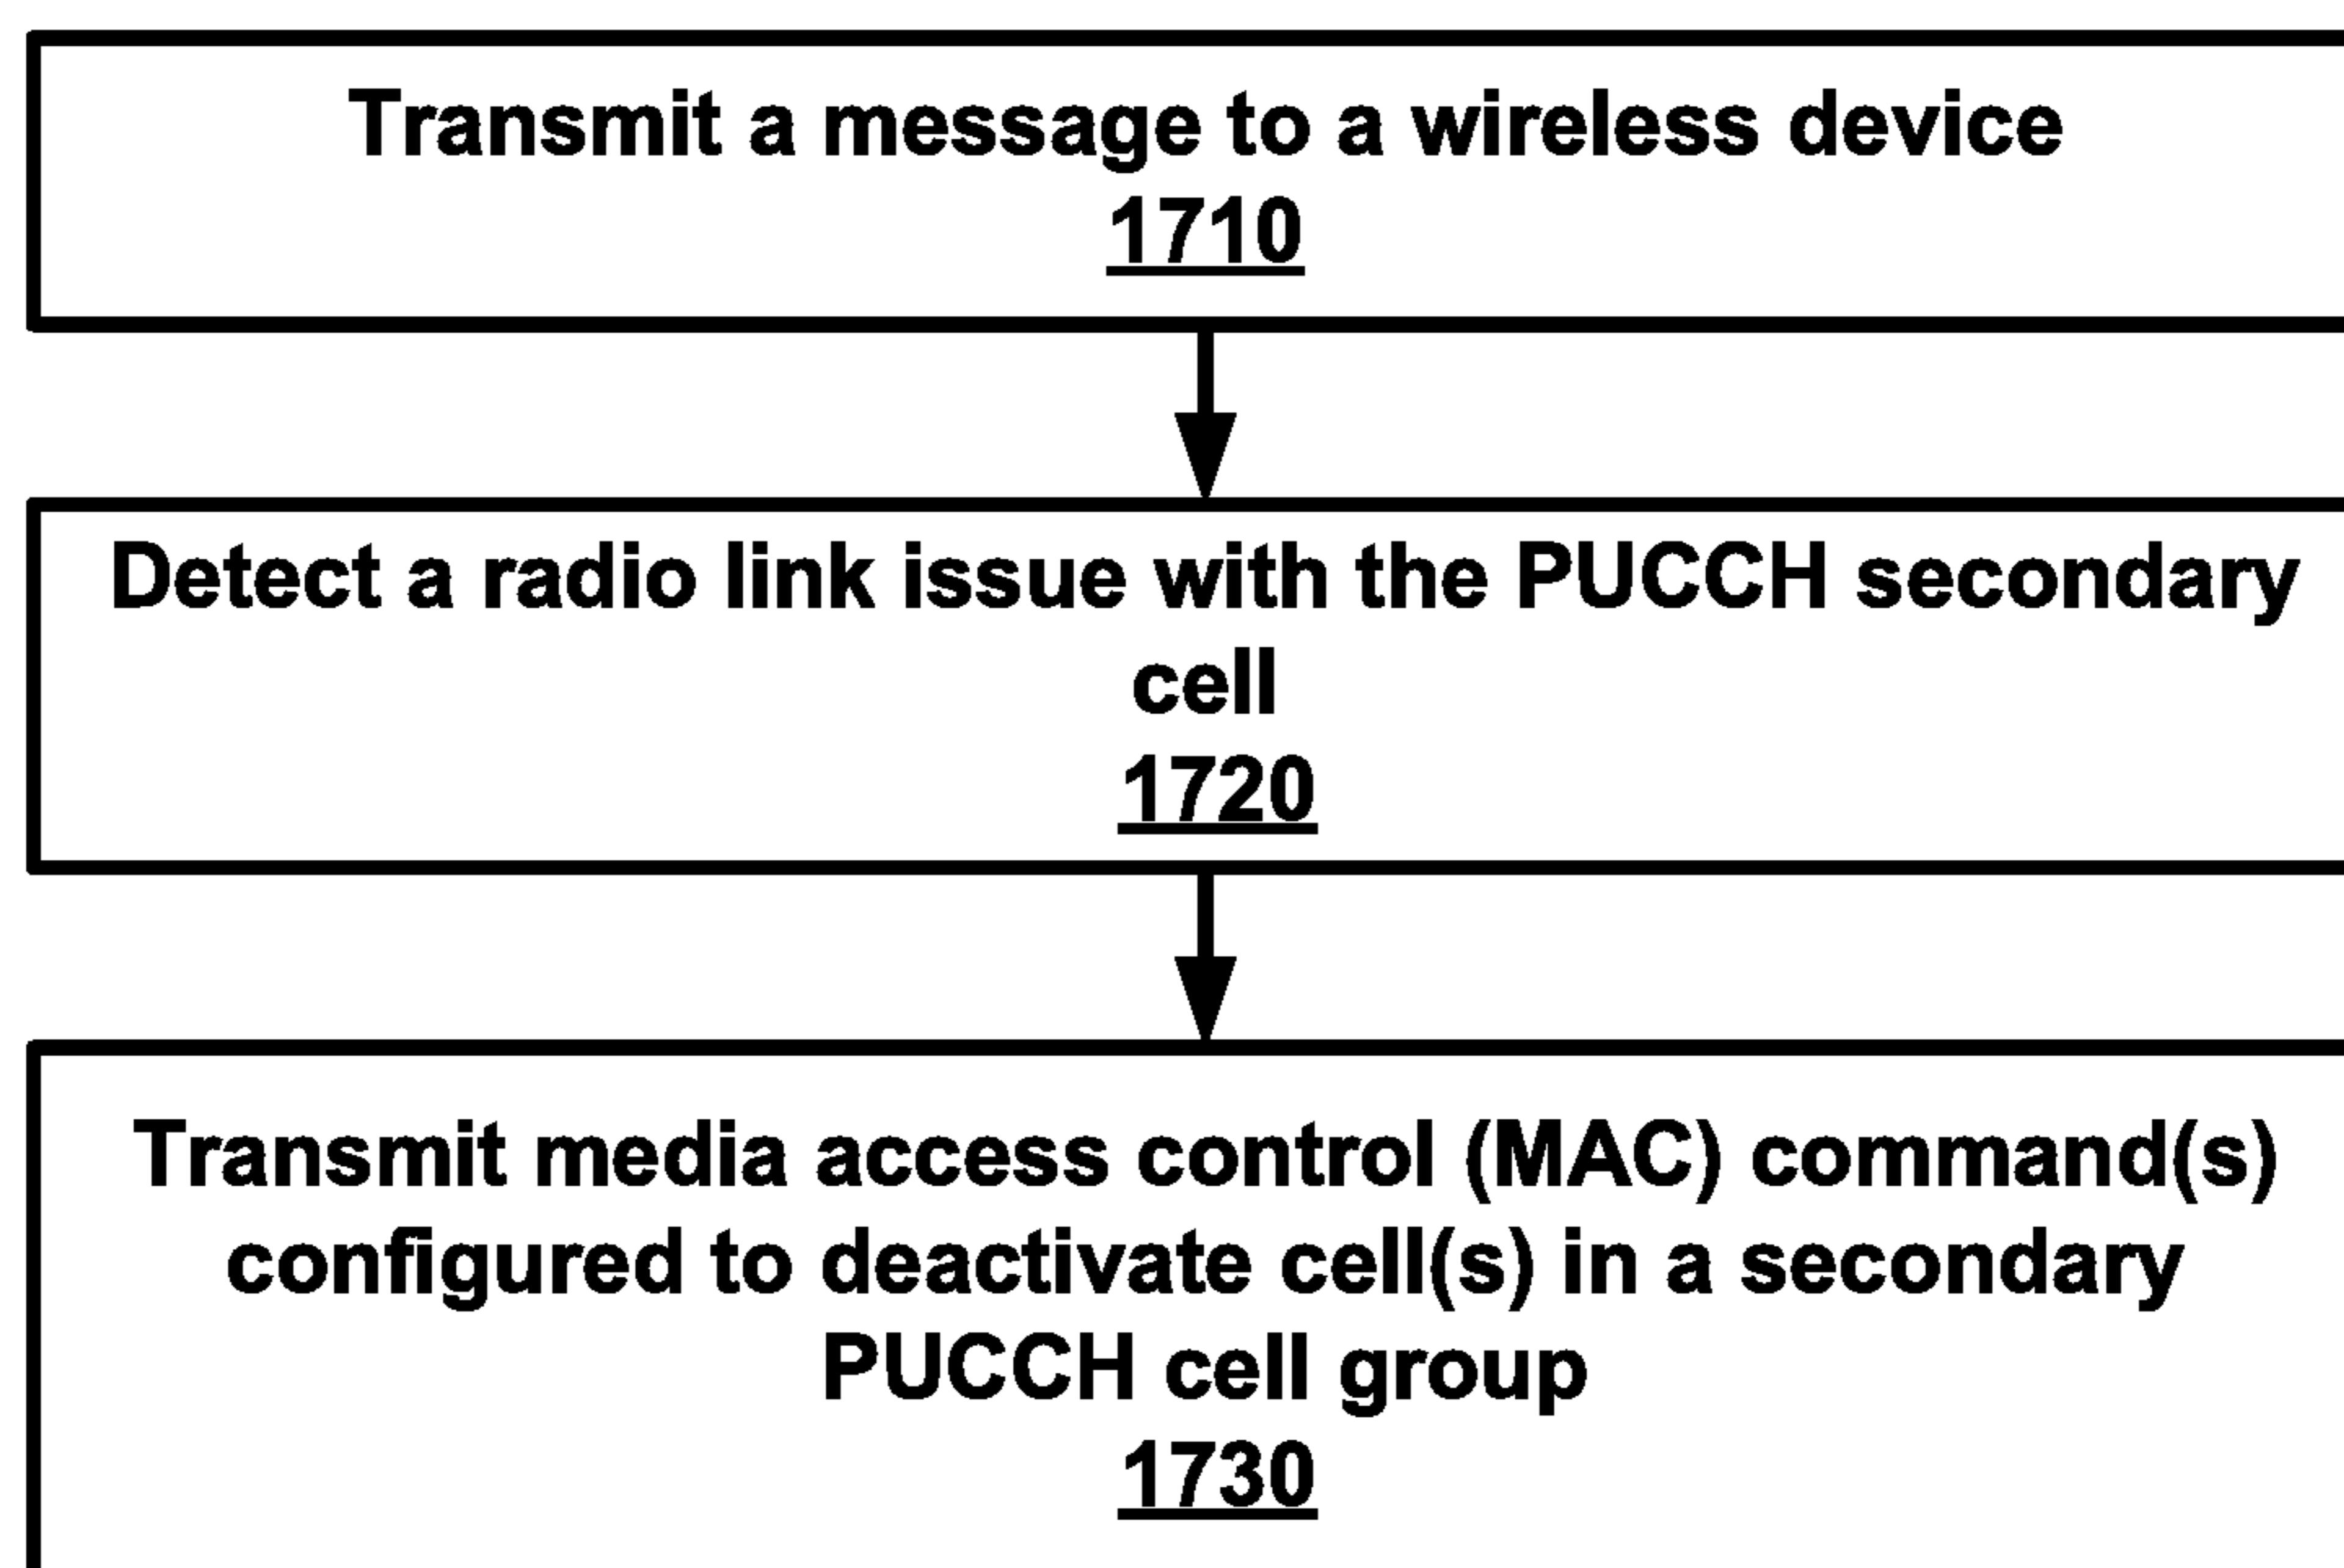 Transmit a message to a wireless device
1710
Detect a radio link issue with the PUCCH secondary
cell
1720
Transmit media access control (MAC) command(s)
configured to deactivate cell(s) in a secondary
PUCCH cell group
1730